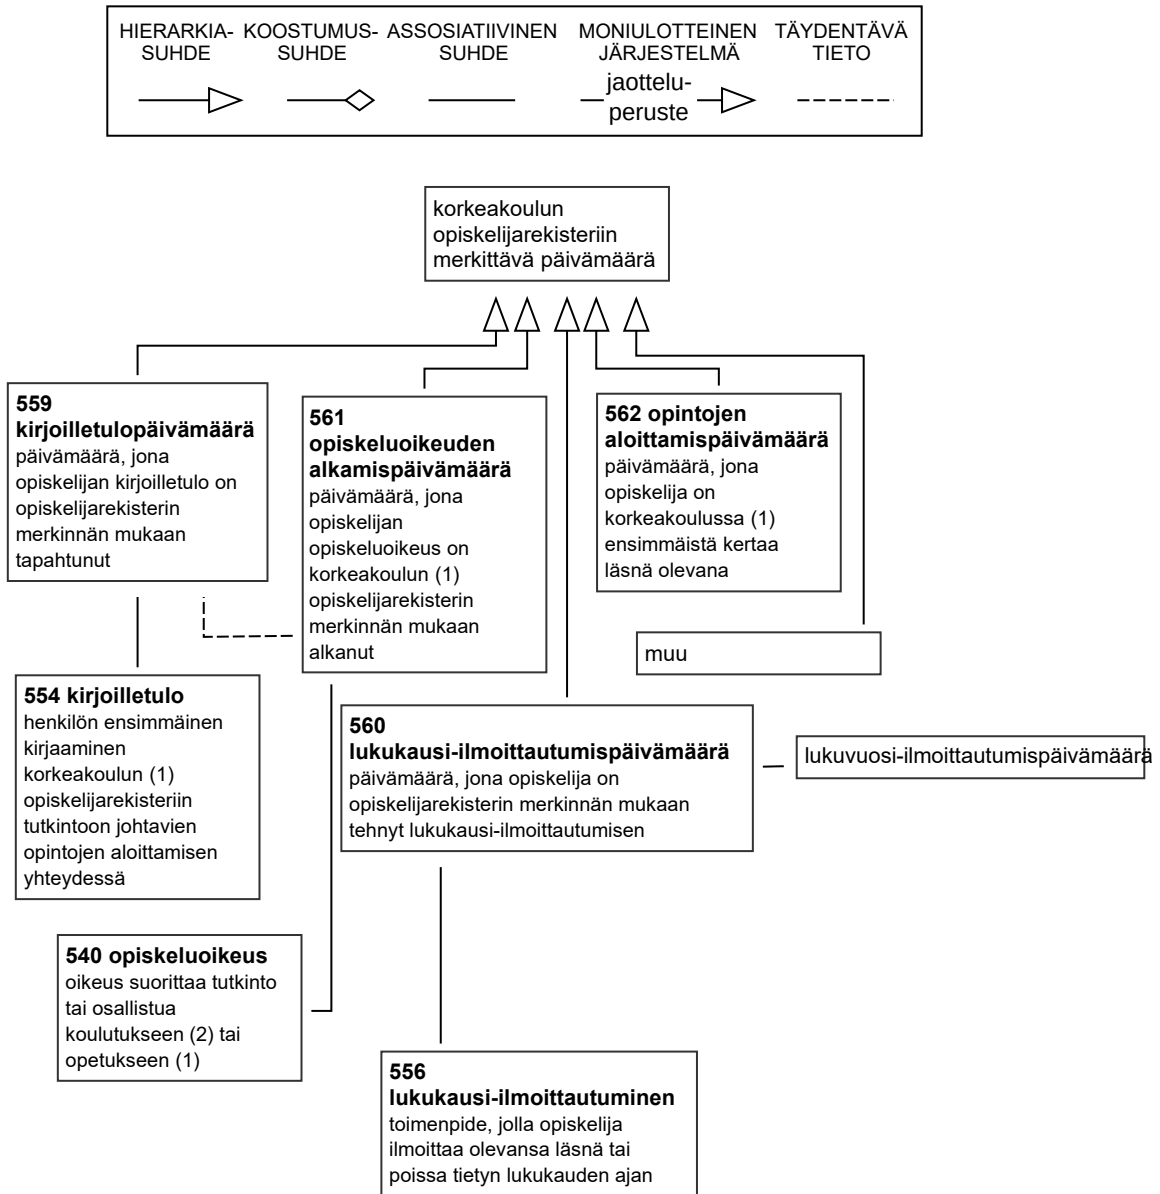 HIERARKIA-
SUHDE
KOOSTUMUS-
SUHDE
ASSOSIATIIVINEN
SUHDE
MONIULOTTEINEN
JÄRJESTELMÄ
jaottelu-
peruste
TÄYDENTÄVÄ
TIETO
korkeakoulun
opiskelijarekisteriin
merkittävä päivämäärä
559
kirjoilletulopäivämäärä
päivämäärä, jona
opiskelijan kirjoilletulo on
opiskelijarekisterin
merkinnän mukaan
tapahtunut
561
opiskeluoikeuden
alkamispäivämäärä
päivämäärä, jona
opiskelijan
opiskeluoikeus on
korkeakoulun (1)
opiskelijarekisterin
merkinnän mukaan
alkanut
562 opintojen
aloittamispäivämäärä
päivämäärä, jona
opiskelija on
korkeakoulussa (1)
ensimmäistä kertaa
läsnä olevana
muu
554 kirjoilletulo
henkilön ensimmäinen
kirjaaminen
korkeakoulun (1)
opiskelijarekisteriin
tutkintoon johtavien
opintojen aloittamisen
yhteydessä
560
lukukausi-ilmoittautumispäivämäärä
päivämäärä, jona opiskelija on
opiskelijarekisterin merkinnän mukaan
tehnyt lukukausi-ilmoittautumisen
lukuvuosi-ilmoittautumispäivämäärä
540 opiskeluoikeus
oikeus suorittaa tutkinto
tai osallistua
koulutukseen (2) tai
opetukseen (1)
556
lukukausi-ilmoittautuminen
toimenpide, jolla opiskelija
ilmoittaa olevansa läsnä tai
poissa tietyn lukukauden ajan